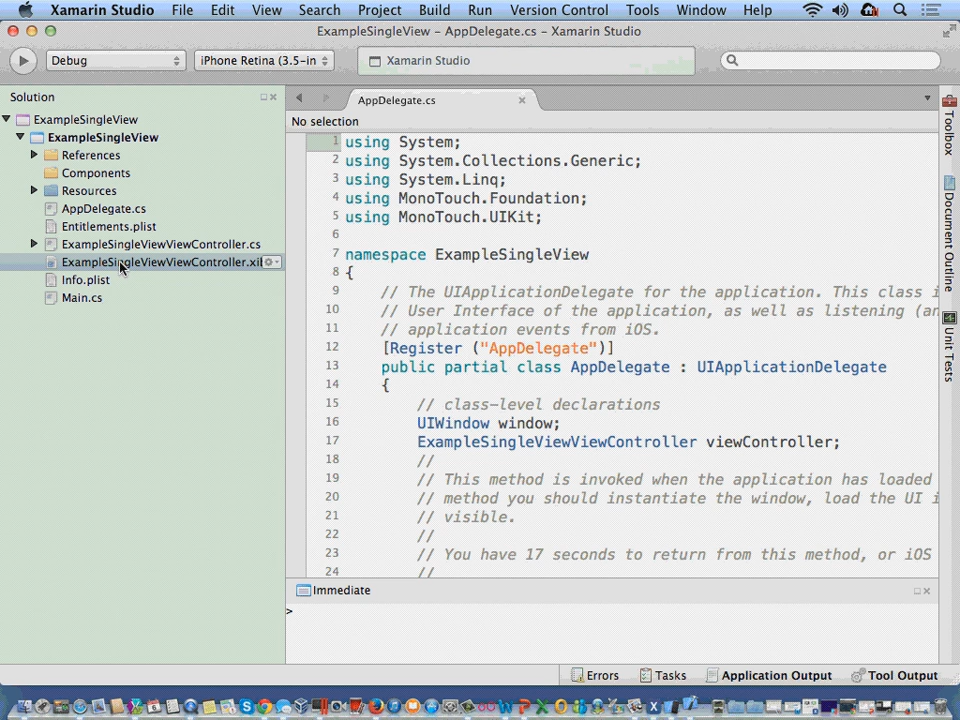 Xamarin Studio File Edit View Search Project Build Run Version Control Tools Window Help
ExampleSingleView – AppDelegate.cs – Xamarin Studio
Debug iPhone Retina (3.5-in Xamarin Studio
Solution
ExampleSingleView
ExampleSingleView
References
Components
Resources
AppDelegate.cs
Entitlements.plist
ExampleSingleViewViewController.cs
ExampleSingleViewViewController.xib
Info.plist
Main.cs
AppDelegate.cs
No selection
1 using System;
2 using System.Collections.Generic;
3 using System.Linq;
4 using MonoTouch.Foundation;
5 using MonoTouch.UIKit;
6
7 namespace ExampleSingleView
8 {
9 // The UIApplicationDelegate for the application. This class i
10 // User Interface of the application, as well as listening (an
11 // application events from iOS.
12 [Register ("AppDelegate")]
13 public partial class AppDelegate : UIApplicationDelegate
14 {
15 // class-level declarations
16 UIWindow window;
17 ExampleSingleViewViewController viewController;
18 //
19 // This method is invoked when the application has loaded
20 // method you should instantiate the window, load the UI i
21 // visible.
22 //
23 // You have 17 seconds to return from this method, or iOS
24 //
Toolbox
Document Outline
Unit Tests
Immediate
>
Errors Tasks Application Output Tool Output